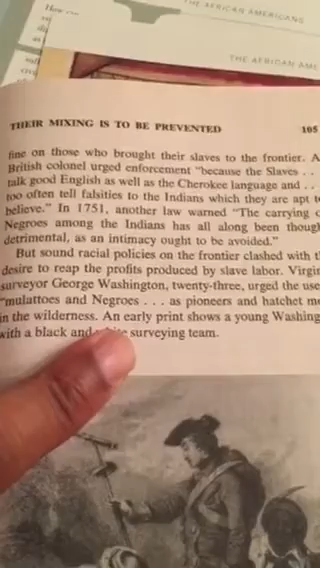 THE AFRICAN AMERICANS
THE AFRICAN AME
THEIR MIXING IS TO BE PREVENTED 105
fine on those who brought their slaves to the frontier. A
British colonel urged enforcement "because the Slaves . .
talk good English as well as the Cherokee language and . .
too often tell falsities to the Indians which they are apt t
believe." In 1751, another law warned "The carrying o
Negroes among the Indians has all along been though
detrimental, as an intimacy ought to be avoided."
But sound racial policies on the frontier clashed with t
desire to reap the profits produced by slave labor. Virgin
surveyor George Washington, twenty-three, urged the use
"mulattoes and Negroes . . . as pioneers and hatchet me
in the wilderness. An early print shows a young Washing
with a black and white surveying team.